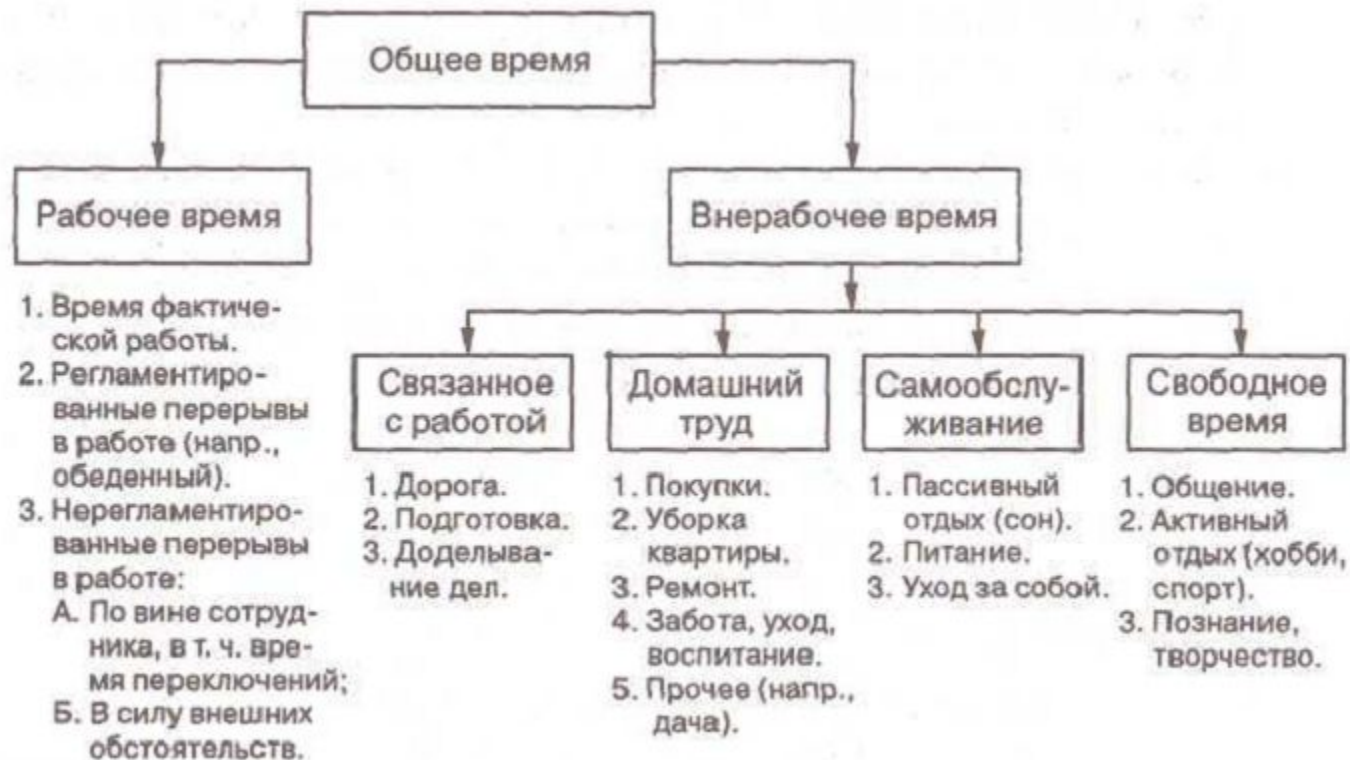 Общее время
Рабочее время
Внерабочее время
1. Время фактиче-
ской работы.
2. Регламентиро-
ванные перерывы
в работе (напр.,
обеденный).
3. Нерегламентиро-
ванные перерывы
в работе:
А. По вине сотруд-
ника, в т. ч. вре-
мя переключений;
Б. В силу внешних
обстоятельств.
Связанное
с работой
1. Дорога.
2. Подготовка.
3. Доделыва-
ние дел.
Домашний
труд
1. Покупки.
2. Уборка
квартиры.
3. Ремонт.
4. Забота, уход,
воспитание.
5. Прочее (напр.,
дача).
Самообслу-
живание
1. Пассивный
отдых (сон).
2. Питание.
3. Уход за собой.
Свободное
время
1. Общение.
2. Активный
отдых (хобби,
спорт).
3. Познание,
творчество.